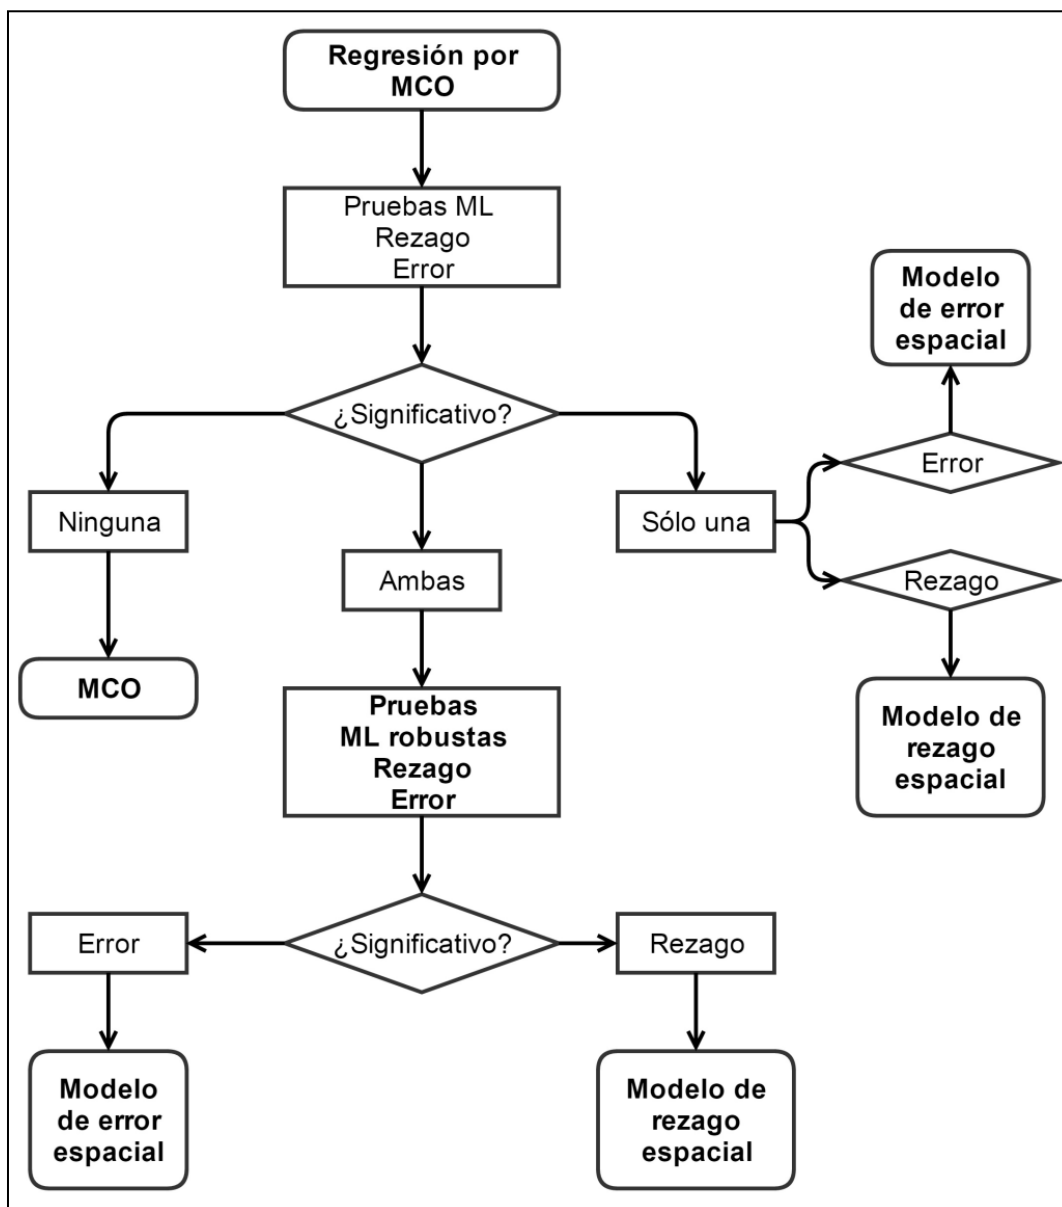 Regresión por
MCO
Pruebas ML
Rezago
Error
¿Significativo?
Ninguna
MCO
Ambas
Sólo una
Error
Modelo
de error
espacial
Rezago
Modelo de
rezago
espacial
Pruebas
ML robustas
Rezago
Error
¿Significativo?
Error
Modelo
de error
espacial
Rezago
Modelo de
rezago
espacial